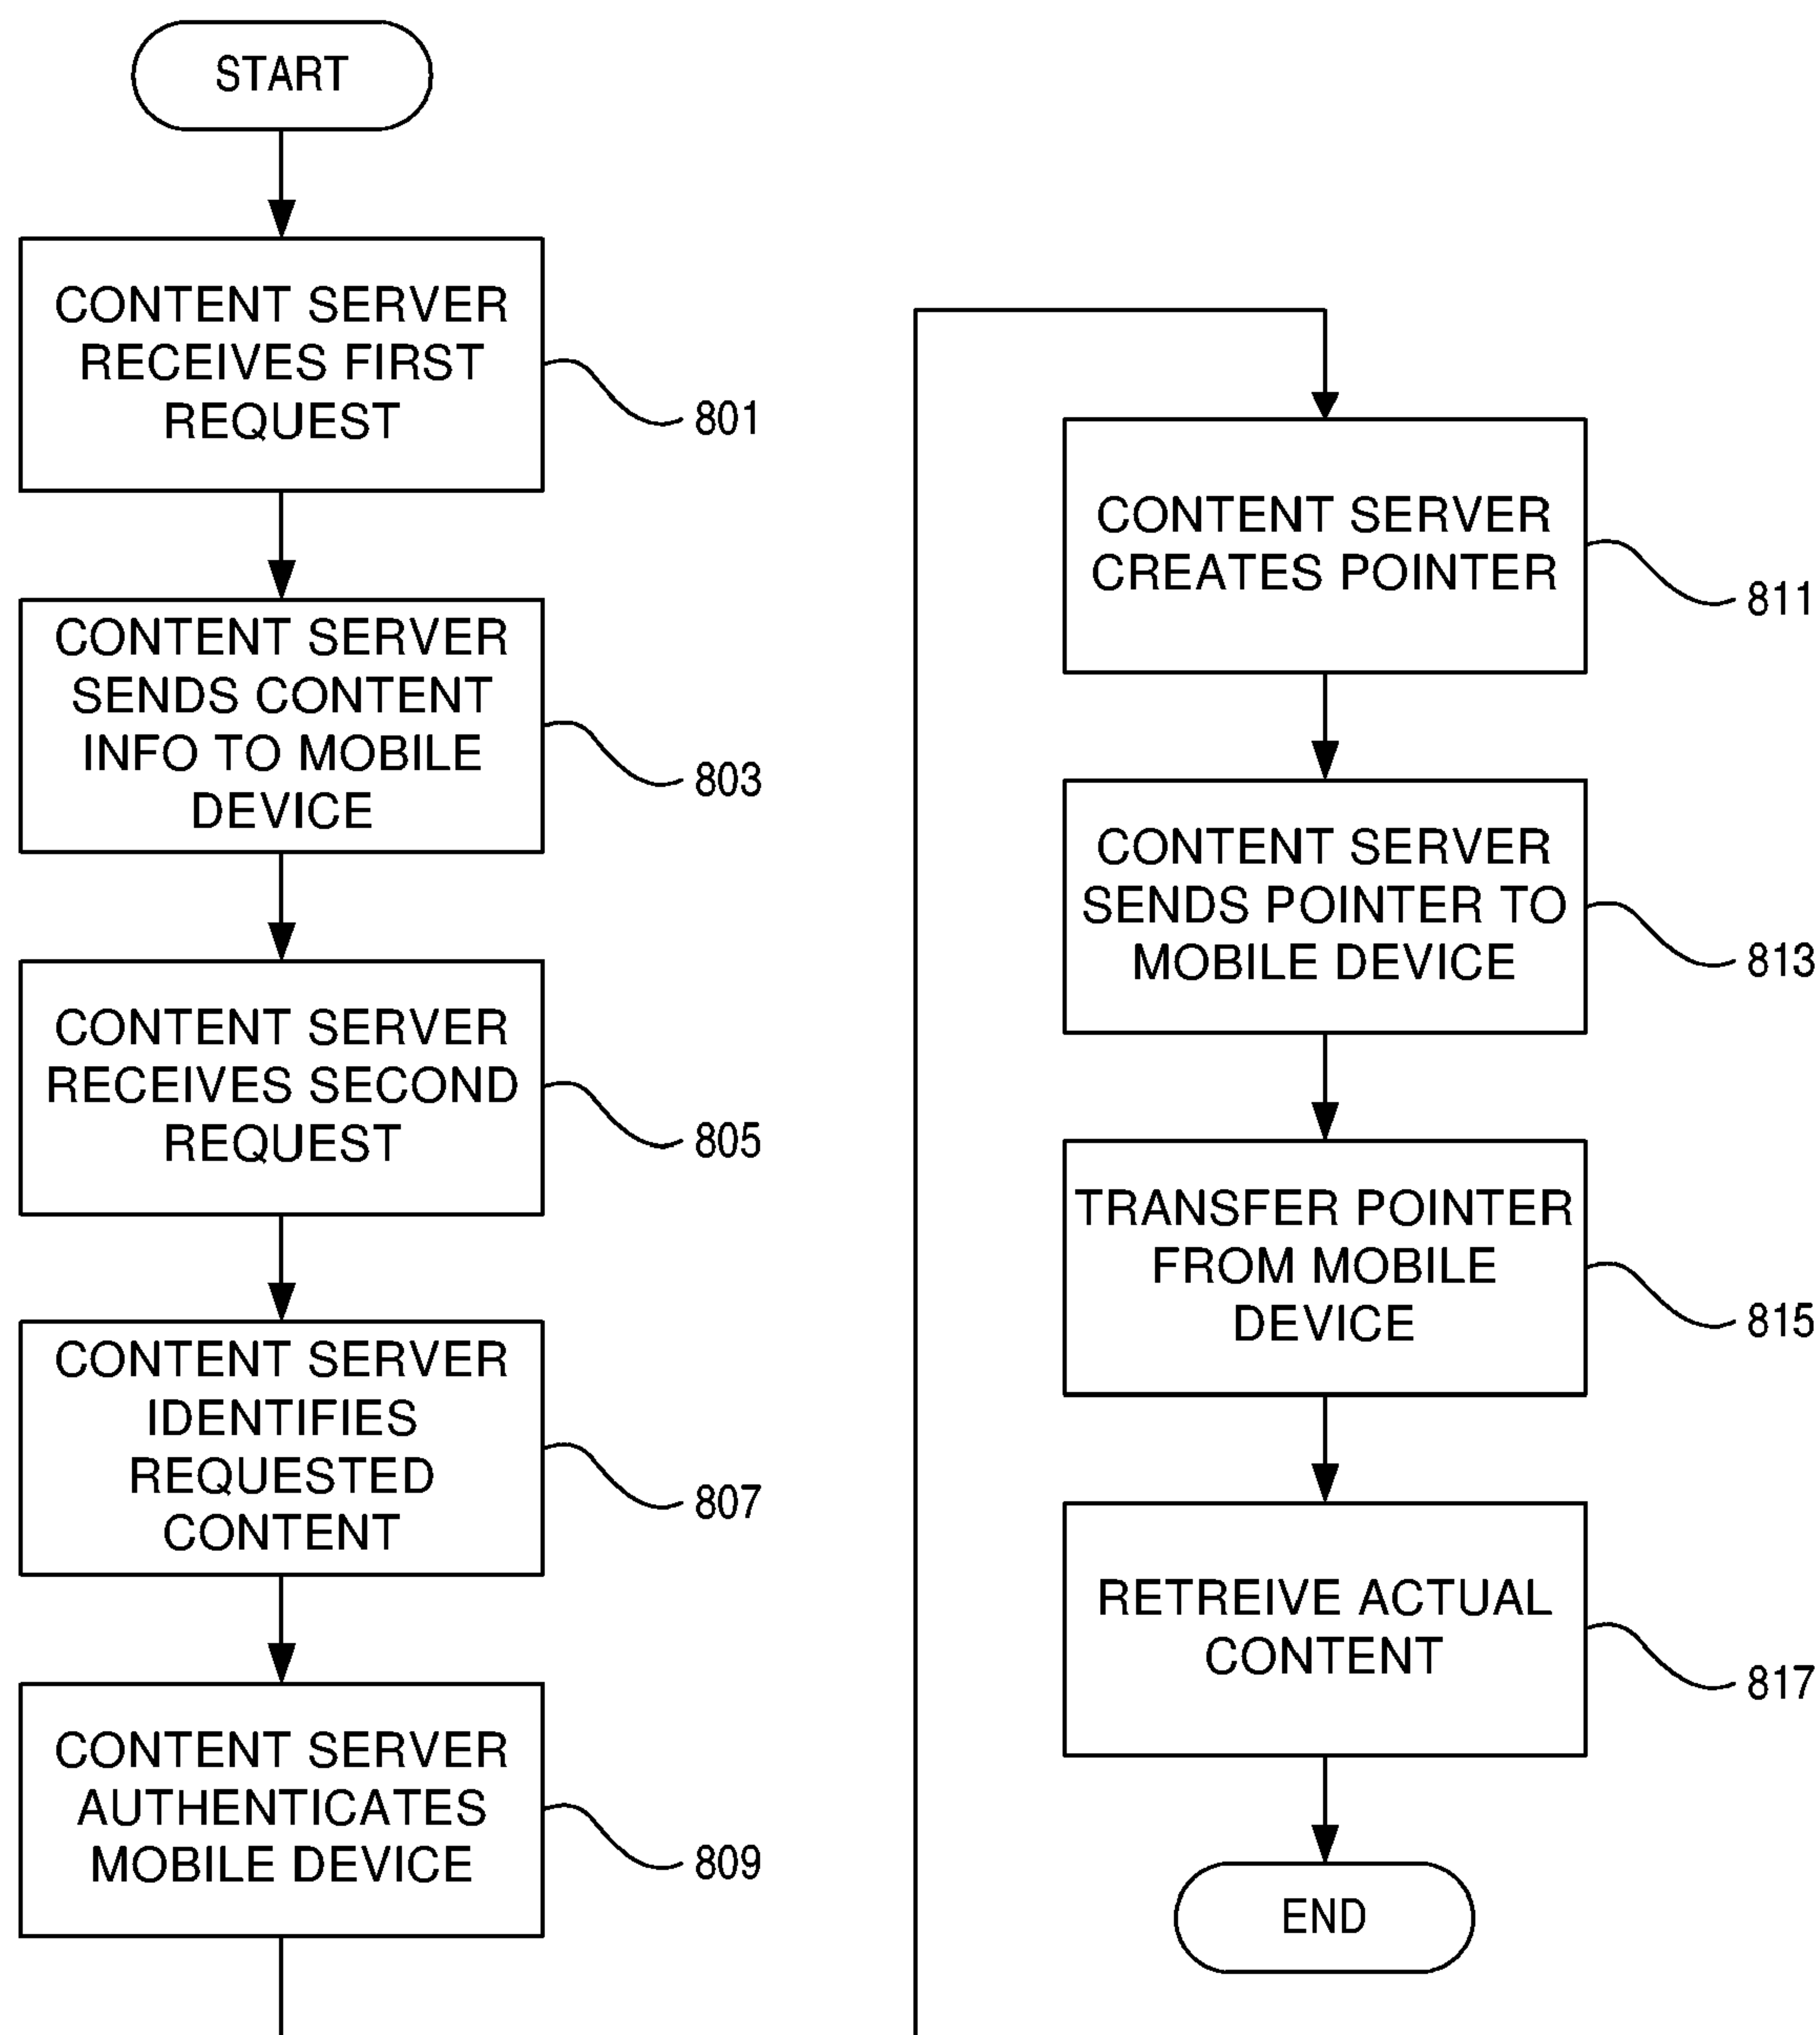 START
CONTENT SERVER
RECEIVES FIRST
REQUEST
801
CONTENT SERVER
SENDS CONTENT
INFO TO MOBILE
DEVICE
803
CONTENT SERVER
RECEIVES SECOND
REQUEST
805
CONTENT SERVER
IDENTIFIES
REQUESTED
CONTENT
807
CONTENT SERVER
AUTHENTICATES
MOBILE DEVICE
809
CONTENT SERVER
CREATES POINTER
811
CONTENT SERVER
SENDS POINTER TO
MOBILE DEVICE
813
TRANSFER POINTER
FROM MOBILE
DEVICE
815
RETREIVE ACTUAL
CONTENT
817
END